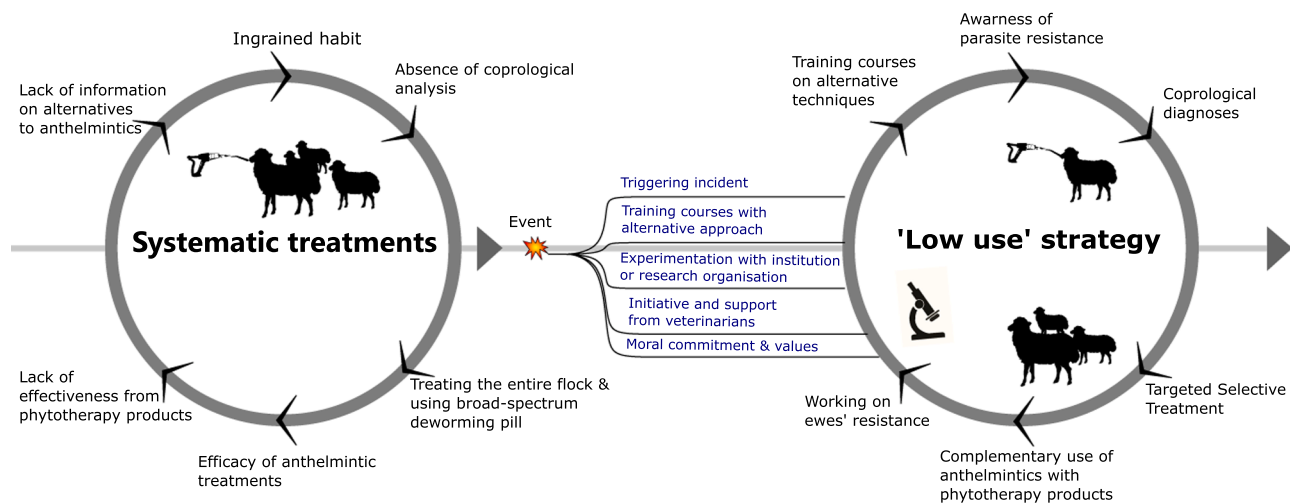 Ingrained habit
Absence of coprological
analysis
Lack of information
on alternatives
to anthelmintics
Systematic treatments
Lack of
effectiveness from
phytotherapy products
Efficacy of anthelmintic
treatments
Treating the entire flock &
using broad-spectrum
deworming pill
Event
Triggering incident
Training courses with
alternative approach
Experimentation with institution
or research organisation
Initiative and support
from veterinarians
Moral commitment & values
Awarness of
parasite resistance
Training courses
on alternative
techniques
Coprological
diagnoses
'Low use' strategy
Working on
ewes' resistance
Targeted Selective
Treatment
Complementary use of
anthelmintics with
phytotherapy products